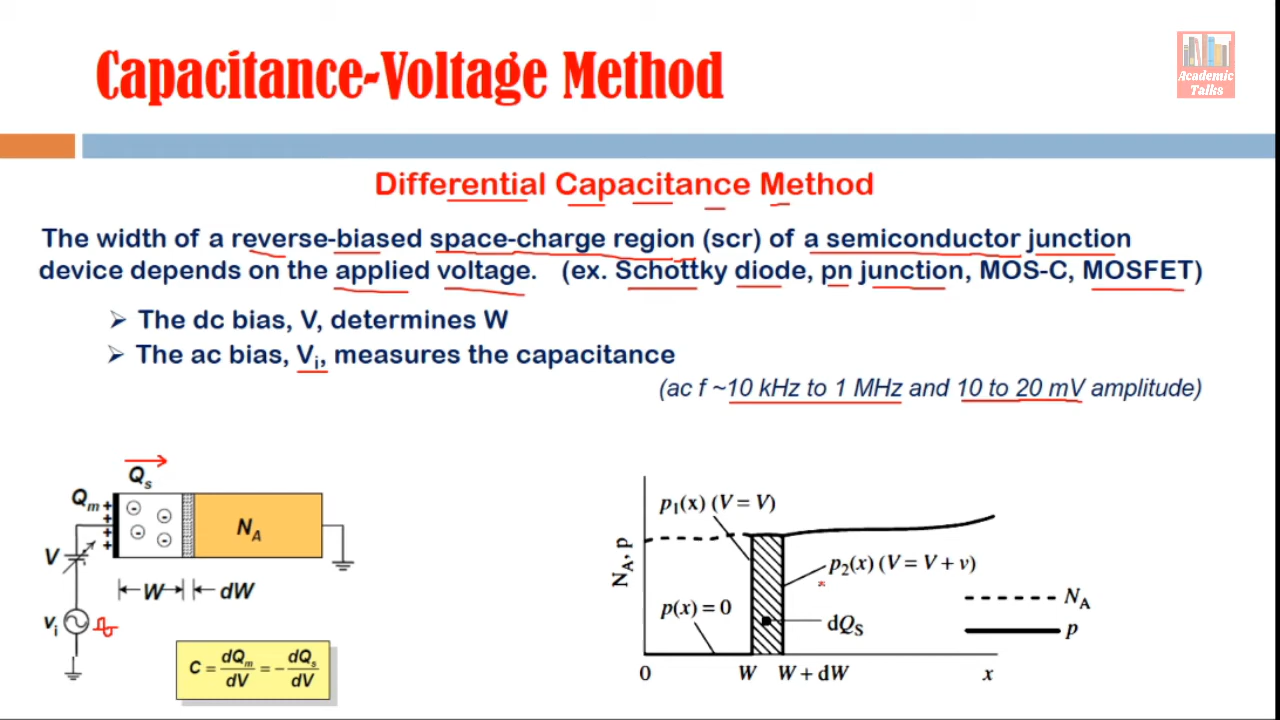 Capacitance-Voltage Method
Academic
Talks
Differential Capacitance Method
The width of a reverse-biased space-charge region (scr) of a semiconductor junction
device depends on the applied voltage. (ex. Schottky diode, pn junction, MOS-C, MOSFET)
➢ The dc bias, V, determines W
➢ The ac bias, Vi, measures the capacitance
(ac f ~10 kHz to 1 MHz and 10 to 20 mV amplitude)
Qs
Qm
+
+
+
+
- - - -
NA
V
W dW
vi
C = dQm/dV = - dQs/dV
NA, p
p1(x) (V = V)
p2(x) (V = V + v)
p(x) = 0
dQS
NA
p
0 W W + dW x